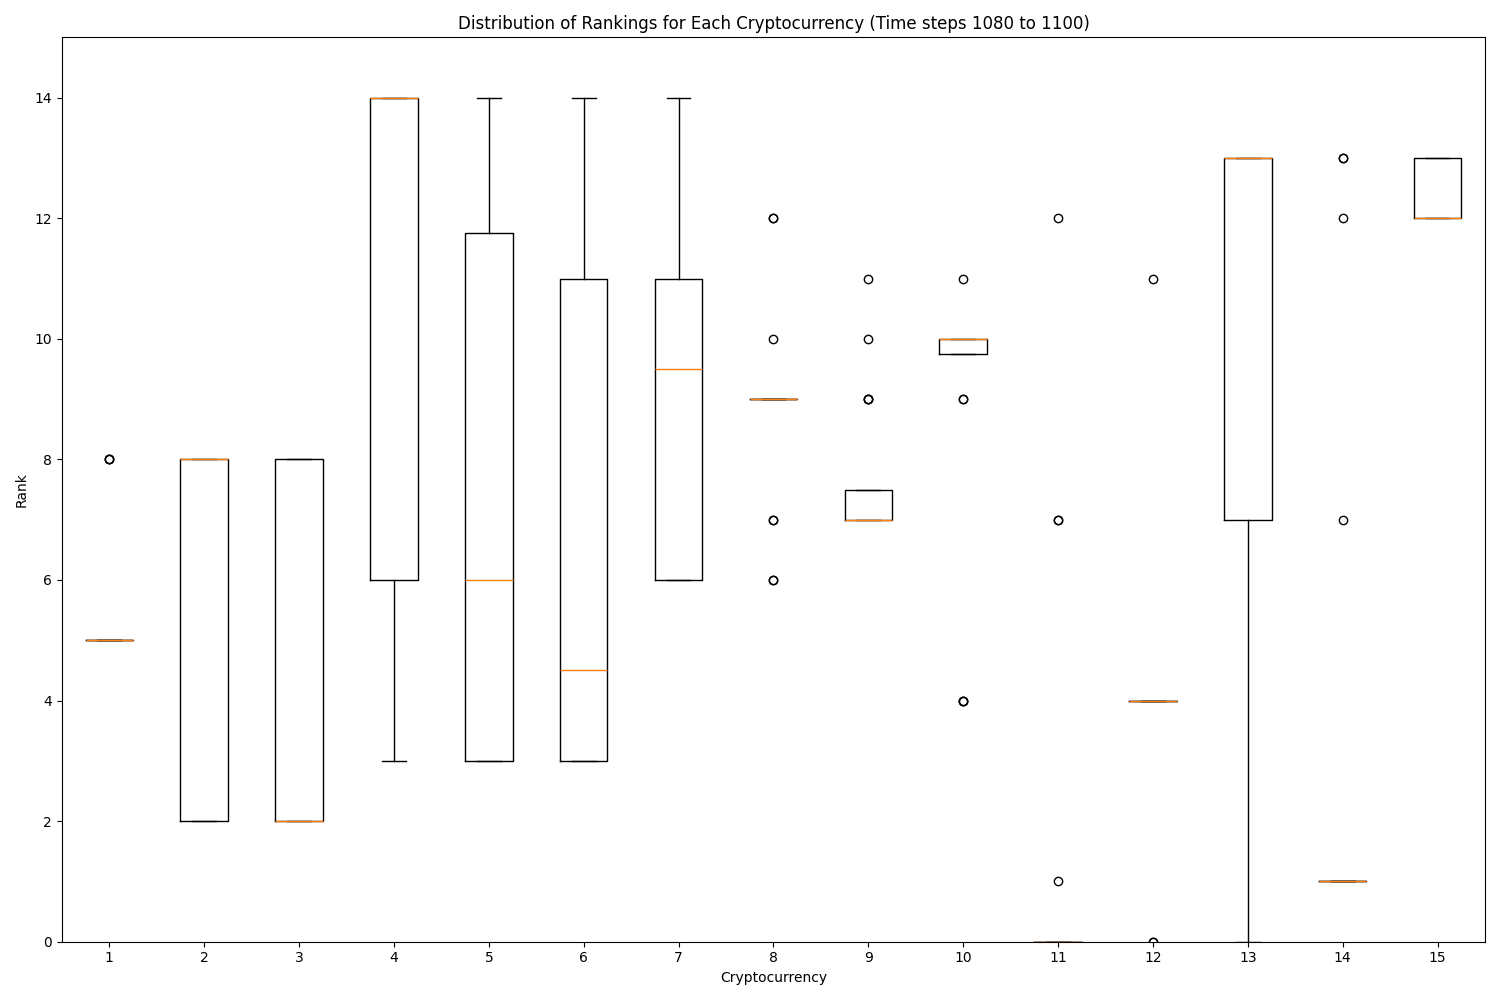 Distribution of Rankings for Each Cryptocurrency (Time steps 1080 to 1100)
14
12
10
8
6
4
2
0
Rank
1 2 3 4 5 6 7 8 9 10 11 12 13 14 15
Cryptocurrency